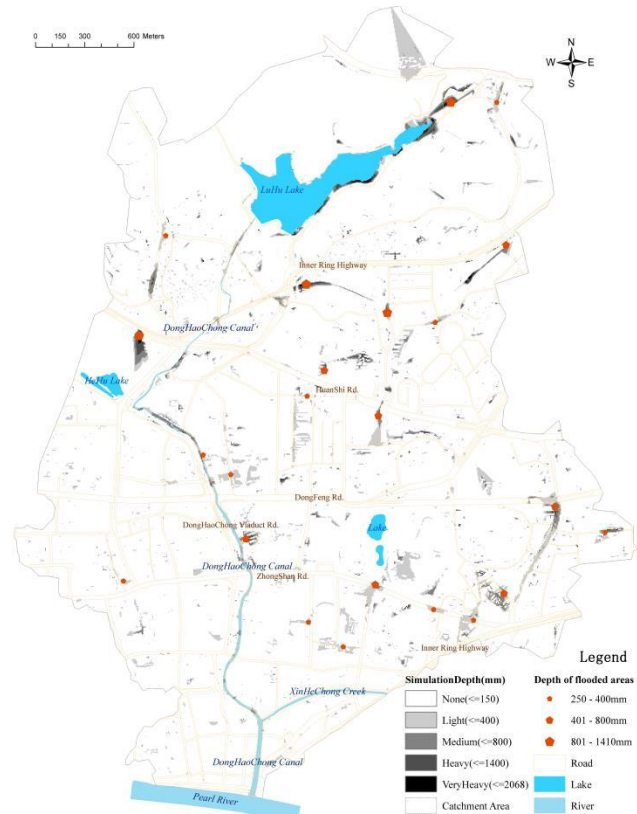 0 150 300 600 Meters
N
W E
S
LuHu Lake
Inner Ring Highway
DongHaoChong Canal
HeHu Lake
HuanShi Rd.
DongFeng Rd.
DongHaoChong Viaduct Rd.
Lake
DongHaoChong Canal
ZhongShan Rd.
Inner Ring Highway
XinHeChong Creek
DongHaoChong Canal
Pearl River
Legend
SimulationDepth(mm)
None(<=150)
Light(<=400)
Medium(<=800)
Heavy(<=1400)
VeryHeavy(<=2068)
Catchment Area
Depth of flooded areas
250 - 400mm
401 - 800mm
801 - 1410mm
Road
Lake
River